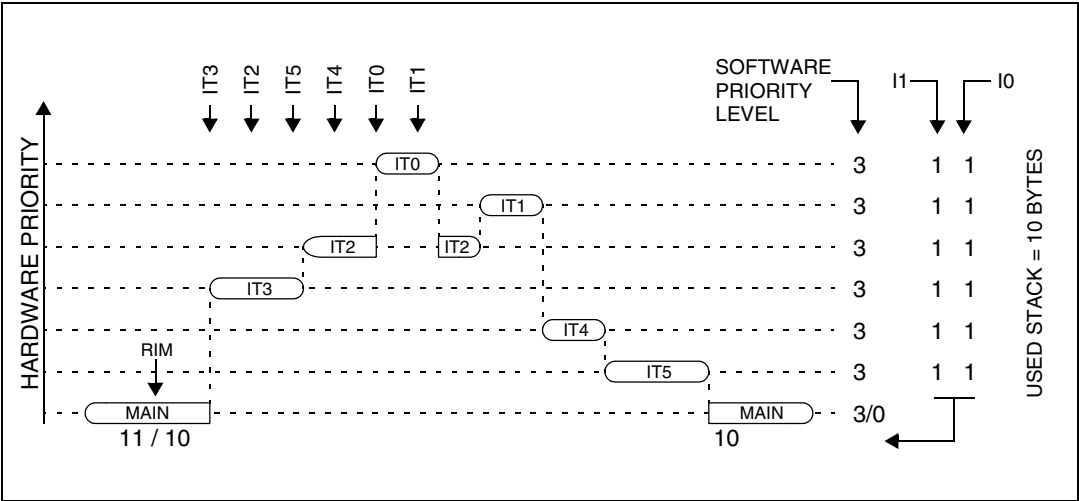 IT3
IT2
IT5
IT4
IT0
IT1
SOFTWARE
PRIORITY
LEVEL
I1
I0
HARDWARE PRIORITY
USED STACK = 10 BYTES
IT0
3
1 1
IT1
3
1 1
IT2
IT2
3
1 1
IT3
3
1 1
RIM
IT4
3
1 1
IT5
3
1 1
MAIN
MAIN
3/0
11 / 10
10